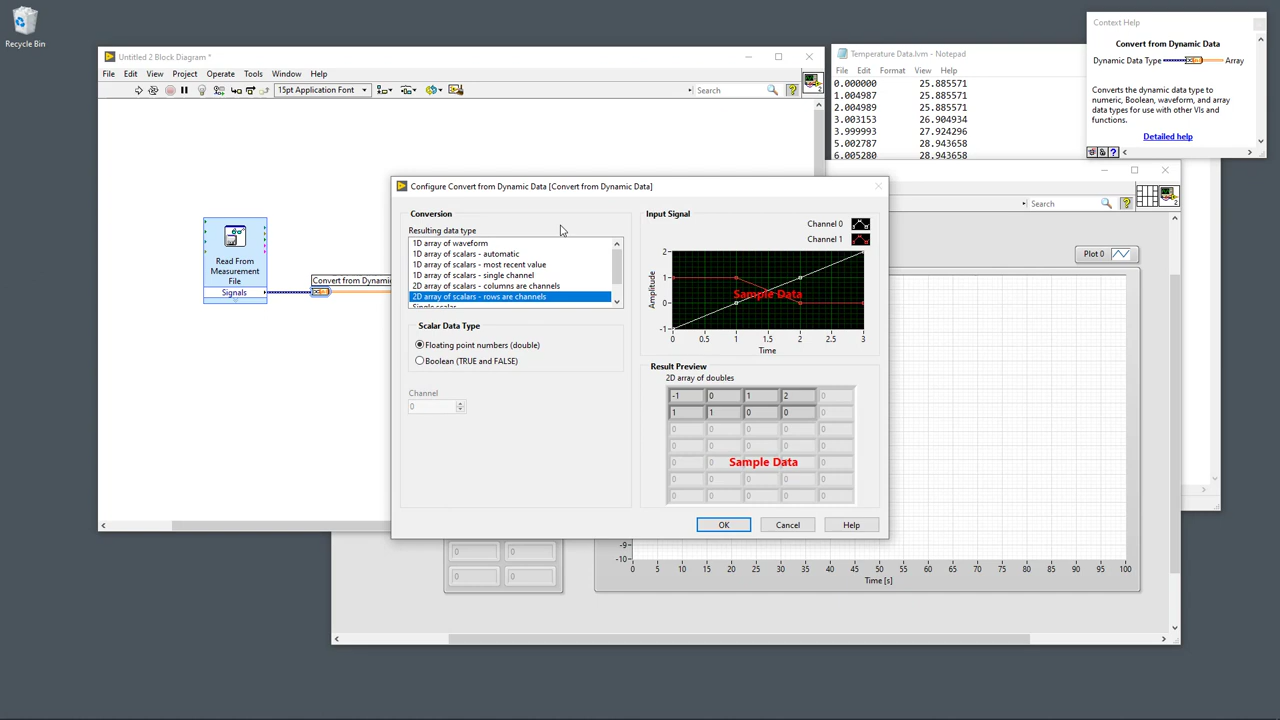 Recycle Bin
Untitled 2 Block Diagram *
File Edit View Project Operate Tools Window Help
15pt Application Font
Search
2
Read From
Measurement
File
Signals
Convert from Dynamic
Temperature Data.lvm - Notepad
File Edit Format View Help
0.000000 25.885571
1.004987 25.885571
2.004989 25.885571
3.003153 26.904934
3.999993 27.924296
5.002787 28.943658
6.005280 28.943658
Context Help
Convert from Dynamic Data
Dynamic Data Type Array
Converts the dynamic data type to
numeric, Boolean, waveform, and array
data types for use with other VIs and
functions.
Detailed help
Search
2
Plot 0
Configure Convert from Dynamic Data [Convert from Dynamic Data]
Conversion
Resulting data type
1D array of waveform
1D array of scalars - automatic
1D array of scalars - most recent value
1D array of scalars - single channel
2D array of scalars - columns are channels
2D array of scalars - rows are channels
Single scalar
Scalar Data Type
Floating point numbers (double)
Boolean (TRUE and FALSE)
Channel
0
Input Signal
Channel 0
Channel 1
Amplitude
2
1
0
-1
Sample Data
0 0.5 1 1.5 2 2.5 3
Time
Result Preview
2D array of doubles
-1 0 1 2 0
1 1 0 0 0
0 0 0 0 0
0 0 0 0 0
0 0 0 0 0
Sample Data
0 0 0 0 0
0 0 0 0 0
OK Cancel Help
0 0
0 0
-9
-10
0 5 10 15 20 25 30 35 40 45 50 55 60 65 70 75 80 85 90 95 100
Time [s]